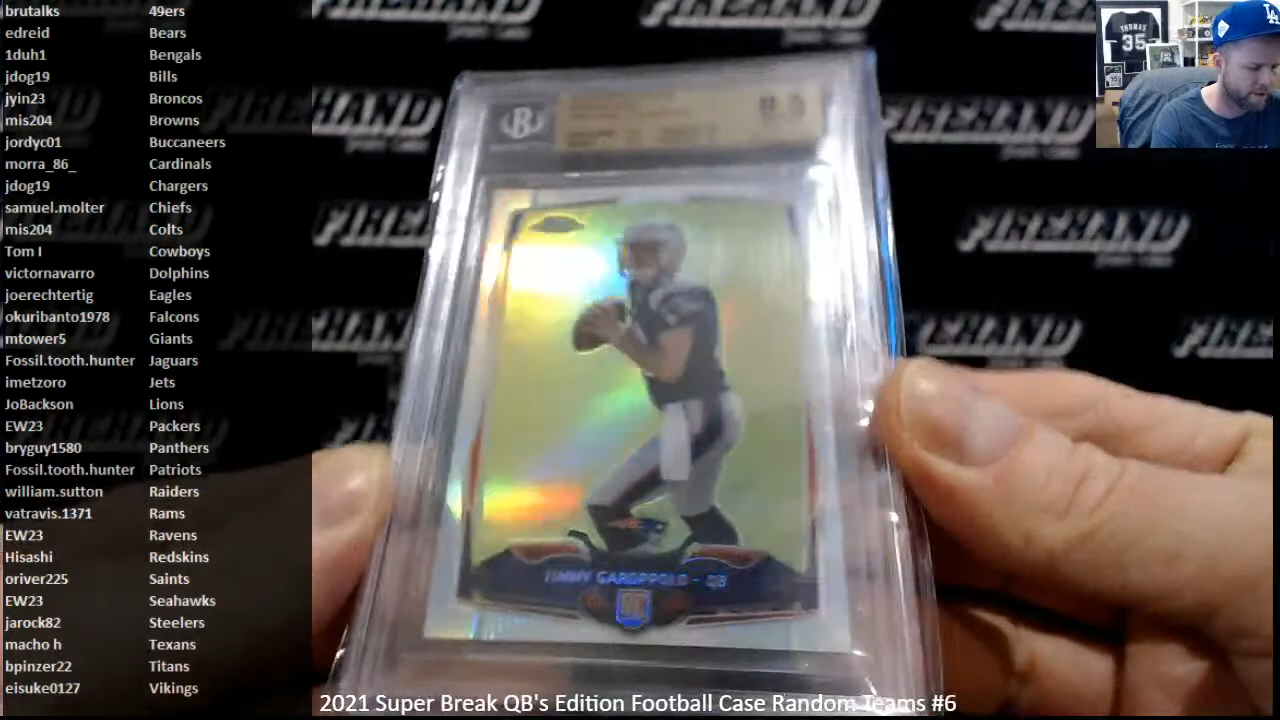 brutalks 49ers
edreid Bears
1duh1 Bengals
jdog19 Bills
jyin23 Broncos
mis204 Browns
jordyc01 Buccaneers
morra_86_ Cardinals
jdog19 Chargers
samuel.molter Chiefs
mis204 Colts
Tom I Cowboys
victornavarro Dolphins
joerechtertig Eagles
okuribanto1978 Falcons
mtower5 Giants
Fossil.tooth.hunter Jaguars
imetzoro Jets
JoBackson Lions
EW23 Packers
bryguy1580 Panthers
Fossil.tooth.hunter Patriots
william.sutton Raiders
vatravis.1371 Rams
EW23 Ravens
Hisashi Redskins
oriver225 Saints
EW23 Seahawks
jarock82 Steelers
macho h Texans
bpinzer22 Titans
eisuke0127 Vikings
FIREHAND
THOMAS
35
9.5
JIMMY GAROPPOLO - QB
2021 Super Break QB's Edition Football Case Random Teams #6